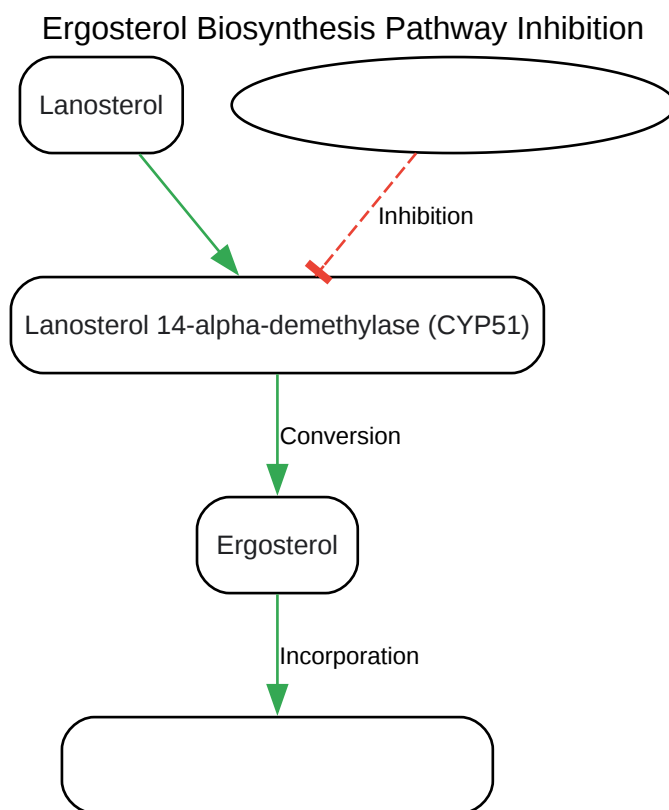 Ergosterol Biosynthesis Pathway Inhibition
Lanosterol
Inhibition
Lanosterol 14-alpha-demethylase (CYP51)
Conversion
Ergosterol
Incorporation